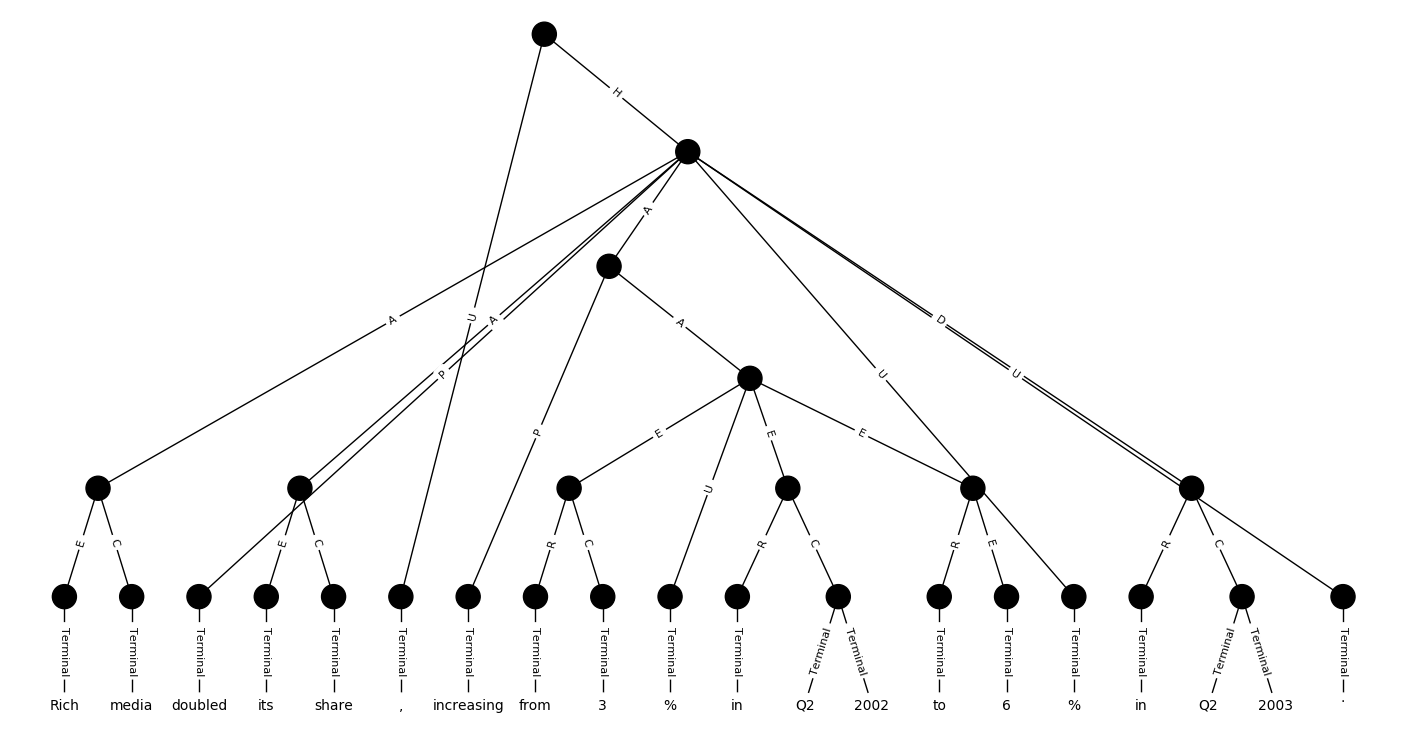 H
A
A
U
A
P
A
D
U
U
P
E
E
E
U
E
C
E
C
R
C
R
C
R
E
R
C
Terminal Terminal Terminal Terminal Terminal Terminal Terminal Terminal Terminal Terminal Terminal Terminal Terminal Terminal Terminal Terminal Terminal Terminal Terminal Terminal
Rich media doubled its share , increasing from 3 % in Q2 2002 to 6 % in Q2 2003 .